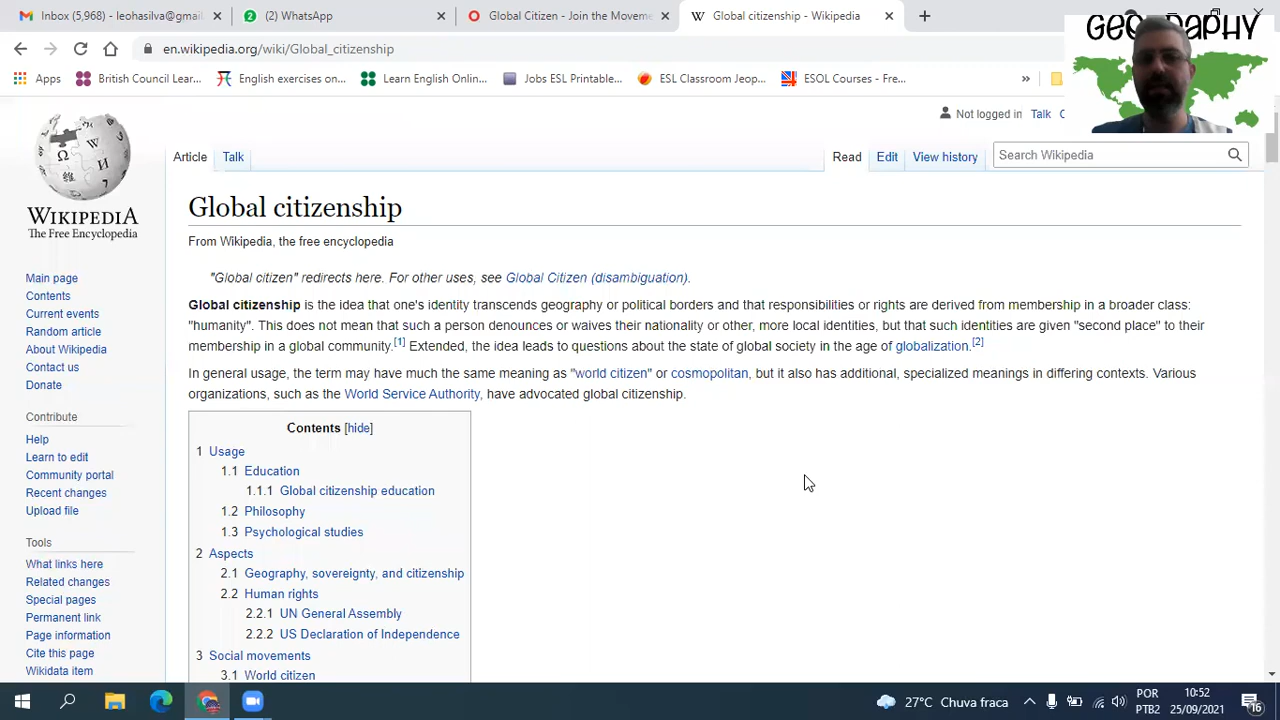 Inbox (5,968) - leohasilva@gmail
(2) WhatsApp
Global Citizen - Join the Movem
Global citizenship - Wikipedia
GEOGRAPHY
en.wikipedia.org/wiki/Global_citizenship
Apps
British Council Lear...
English exercises on...
Learn English Onlin...
Jobs ESL Printable...
ESL Classroom Jeop...
ESOL Courses - Fre...
»
Not logged in Talk C
Article Talk
Read Edit View history
Search Wikipedia
WIKIPEDIA
The Free Encyclopedia
Main page
Contents
Current events
Random article
About Wikipedia
Contact us
Donate
Contribute
Help
Learn to edit
Community portal
Recent changes
Upload file
Tools
What links here
Related changes
Special pages
Permanent link
Page information
Cite this page
Wikidata item
Global citizenship
From Wikipedia, the free encyclopedia
"Global citizen" redirects here. For other uses, see Global Citizen (disambiguation).
Global citizenship is the idea that one's identity transcends geography or political borders and that responsibilities or rights are derived from membership in a broader class:
"humanity". This does not mean that such a person denounces or waives their nationality or other, more local identities, but that such identities are given "second place" to their
membership in a global community.[1] Extended, the idea leads to questions about the state of global society in the age of globalization.[2]
In general usage, the term may have much the same meaning as "world citizen" or cosmopolitan, but it also has additional, specialized meanings in differing contexts. Various
organizations, such as the World Service Authority, have advocated global citizenship.
Contents [hide]
1 Usage
1.1 Education
1.1.1 Global citizenship education
1.2 Philosophy
1.3 Psychological studies
2 Aspects
2.1 Geography, sovereignty, and citizenship
2.2 Human rights
2.2.1 UN General Assembly
2.2.2 US Declaration of Independence
3 Social movements
3.1 World citizen
27°C Chuva fraca
POR
PTB2
10:52
25/09/2021
16